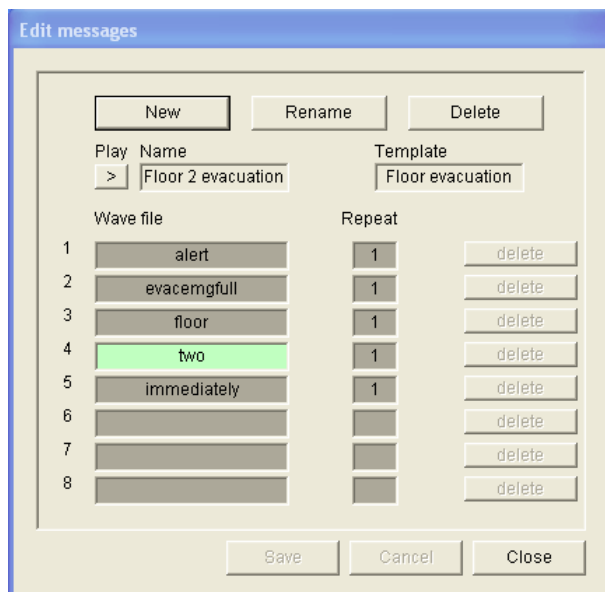 Edit messages
New Rename Delete
Play Name Template
> Floor 2 evacuation Floor evacuation
Wave file Repeat
1 alert 1 delete
2 evacemgfull 1 delete
3 floor 1 delete
4 two 1 delete
5 immediately 1 delete
6 delete
7 delete
8 delete
Save Cancel Close